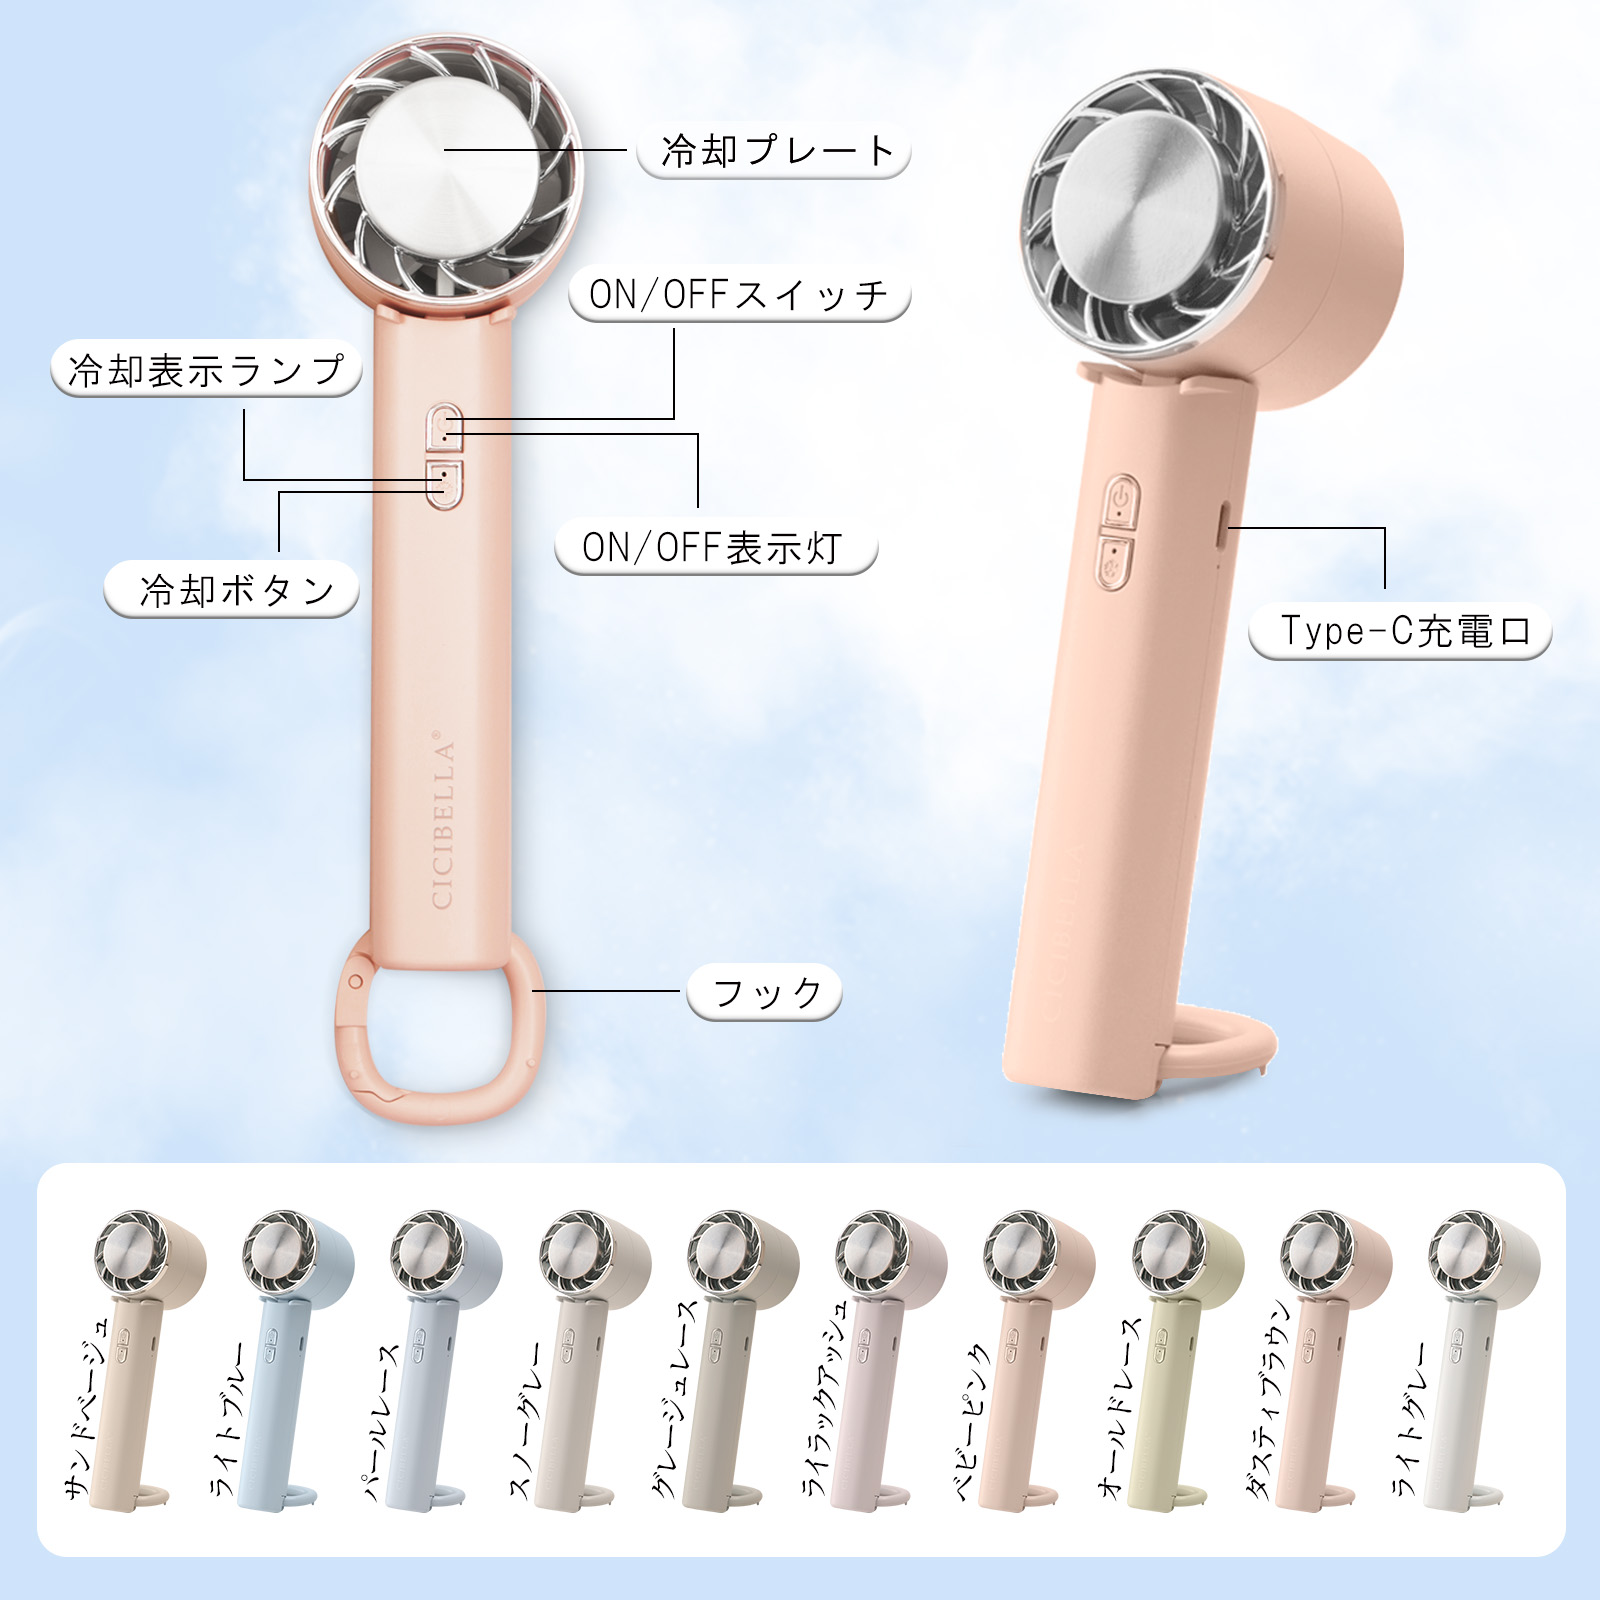 冷却プレート
ON/OFFスイッチ
冷却表示ランプ
ON/OFF表示灯
冷却ボタン
Type-C充電口
CICIBELLA®
CICIBELLA
フック
サンドベージュ
ライトブルー
パールレース
スノーグレー
グレージュレース
ライラックアッシュ
ベビーピンク
オールドレース
ダスティブラウン
ライトグレー